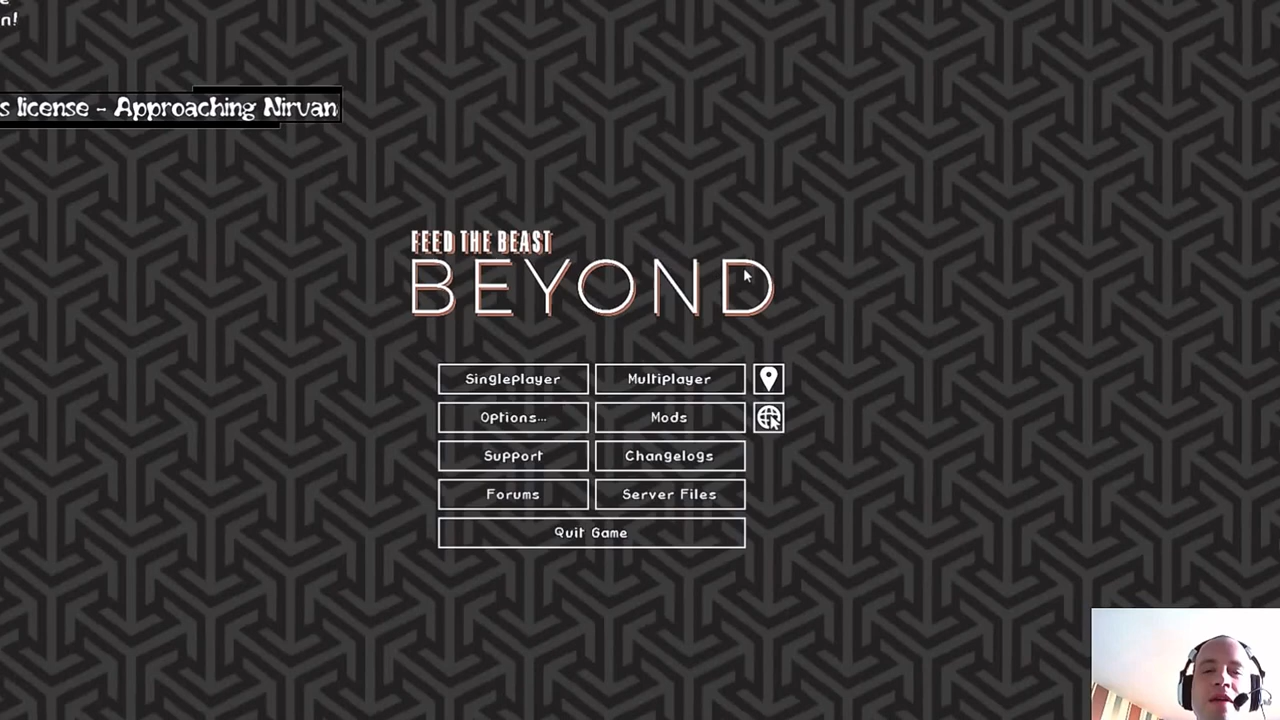 n!
s license - Approaching Nirvan
FEED THE BEAST
BEYOND
Singleplayer
Multiplayer
Options...
Mods
Support
Changelogs
Forums
Server Files
Quit Game